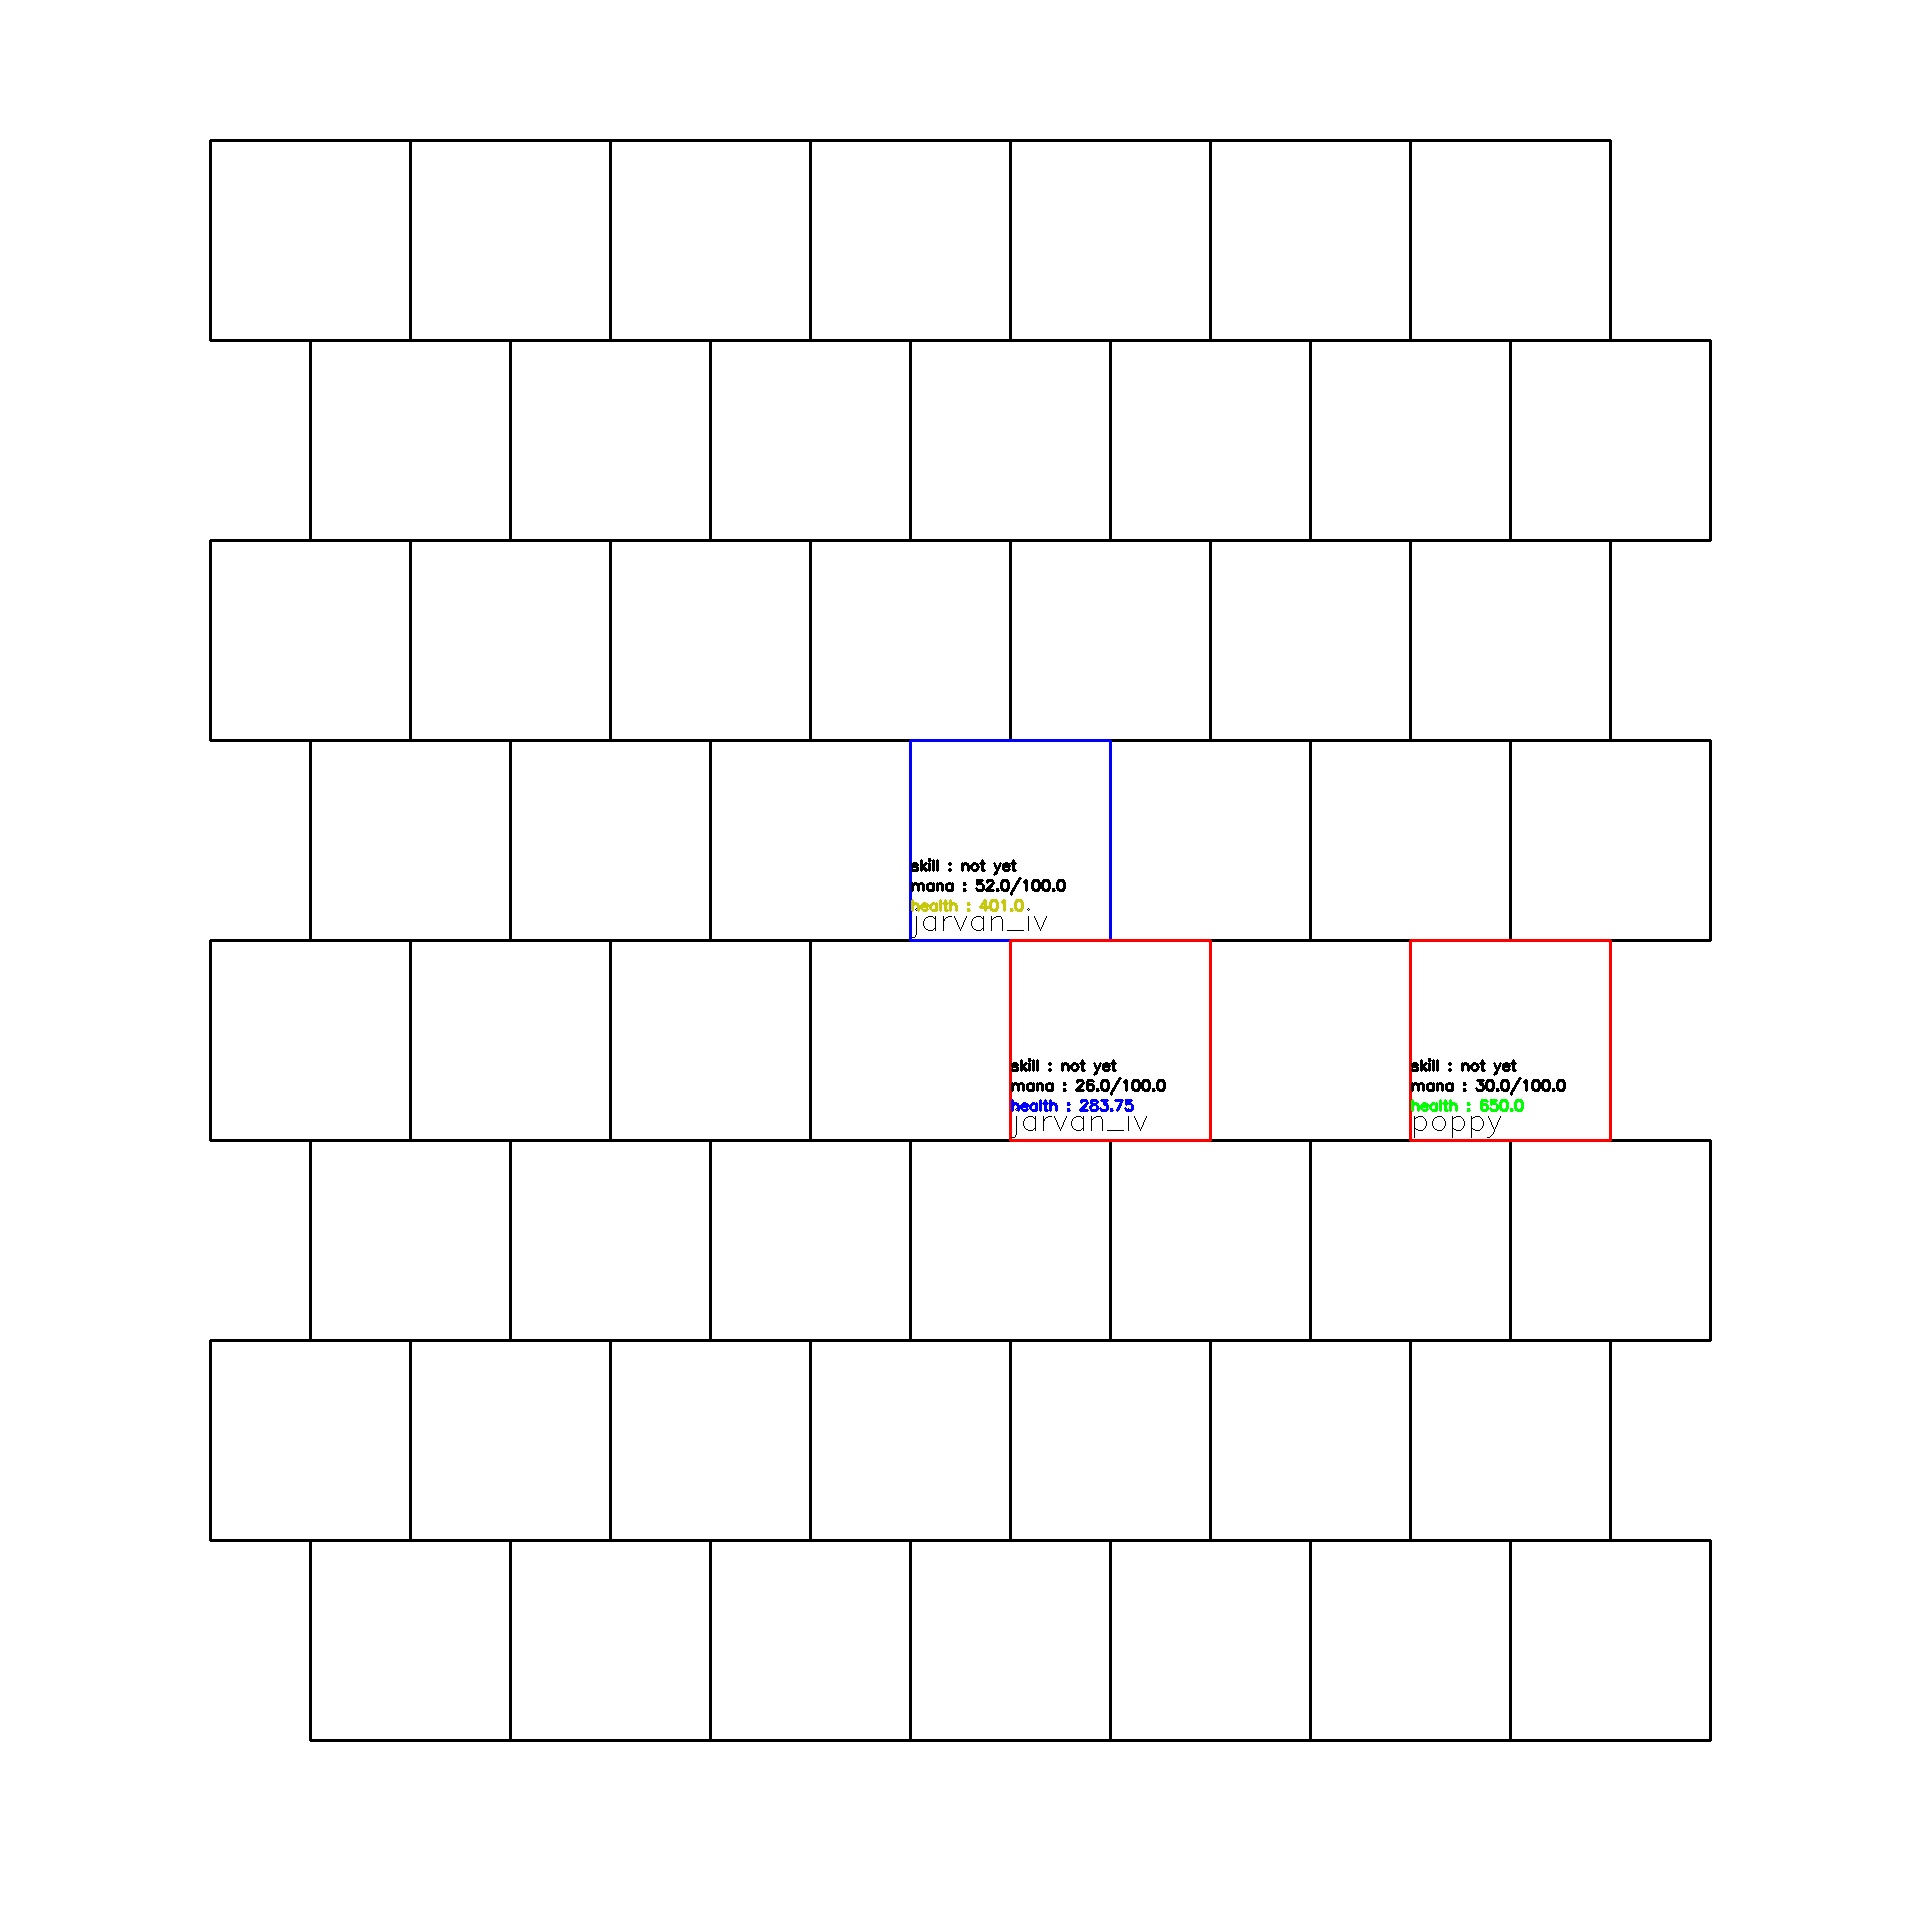 skill : not yet
mana : 52.0/100.0
health : 401.0
jarvan_iv
skill : not yet
mana : 26.0/100.0
health : 283.75
jarvan_iv
skill : not yet
mana : 30.0/100.0
health : 650.0
poppy